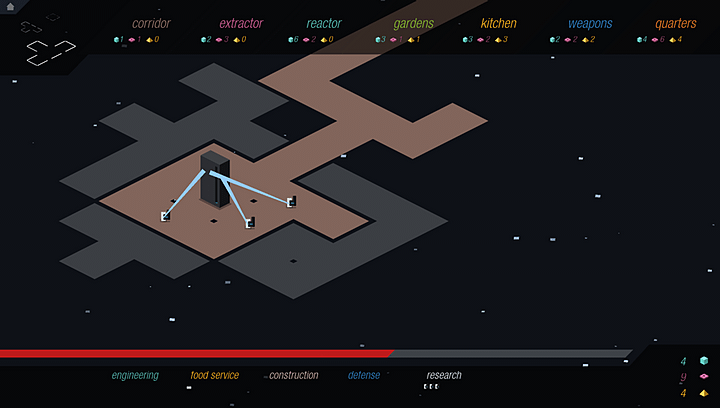 corridor extractor reactor gardens kitchen weapons quarters
1 1 0 2 3 0 6 2 0 3 1 1 3 2 3 2 2 2 4 6 4
4
9
4
engineering food service construction defense research